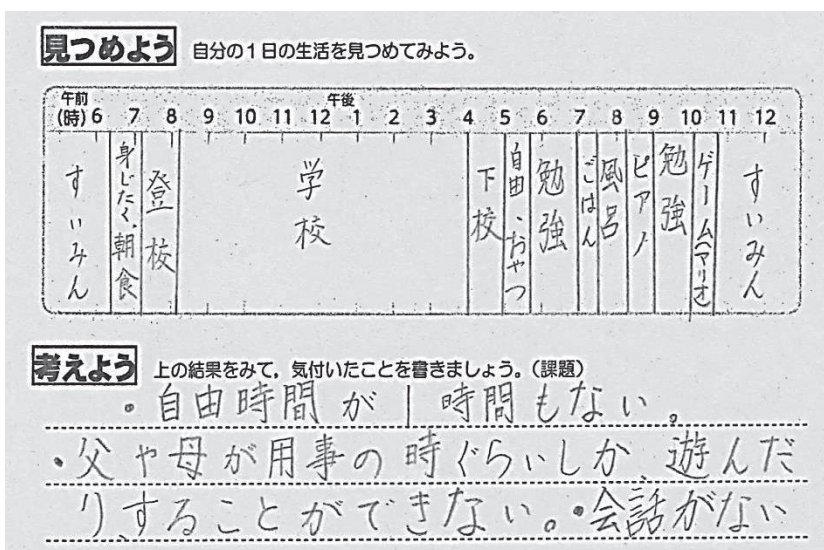 見つめよう 自分の1日の生活を見つめてみよう。
午前 午後
(時) 6 7 8 9 10 11 12 1 2 3 4 5 6 7 8 9 10 11 12
すいみん
身じたく、朝食
登校
学校
下校
自由、おやつ
勉強
ごはん
風呂
ピアノ
勉強
ゲーム(マリオ)
すいみん
考えよう 上の結果をみて,気付いたことを書きましょう。(課題)
・自由時間が1時間もない。
・父や母が用事の時ぐらいしか、遊んだ
り、することができない。・会話がない